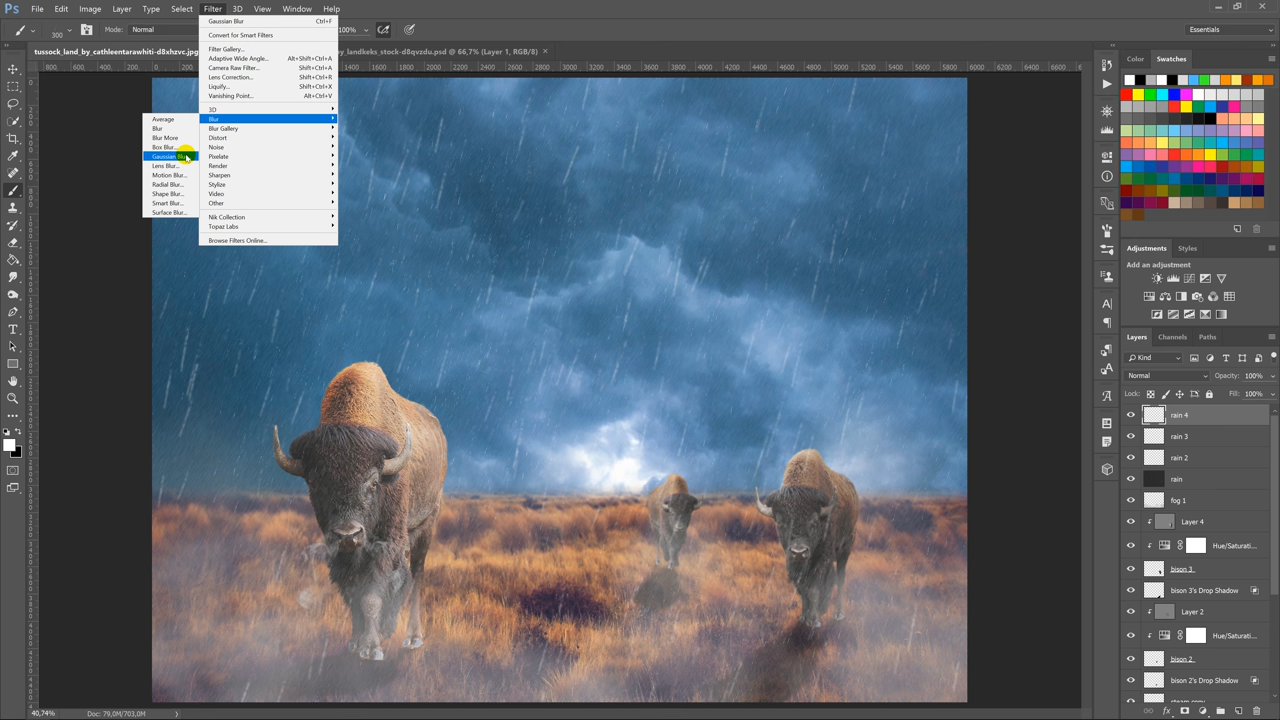 Ps File Edit Image Layer Type Select Filter 3D View Window Help
300 Mode: Normal 100% Essentials
tussock_land_by_cathleentarawhiti-d8xhzvc.jpg by_landkeks_stock-d8qvzdu.psd @ 66,7% (Layer 1, RGB/8) ×
800 600 400 200 0 200 1400 1600 1800 2000 2200 2400 2600 2800 3000 3200 3400 3600 3800 4000 4200 4400 4600 4800 5000 5200 5400 5600 5800 6000 6200 6400 6600
Gaussian Blur Ctrl+F
Convert for Smart Filters
Filter Gallery...
Adaptive Wide Angle... Alt+Shift+Ctrl+A
Camera Raw Filter... Shift+Ctrl+A
Lens Correction... Shift+Ctrl+R
Liquify... Shift+Ctrl+X
Vanishing Point... Alt+Ctrl+V
3D
Blur
Blur Gallery
Distort
Noise
Pixelate
Render
Sharpen
Stylize
Video
Other
Nik Collection
Topaz Labs
Browse Filters Online...
Average
Blur
Blur More
Box Blur...
Gaussian Blur...
Lens Blur...
Motion Blur...
Radial Blur...
Shape Blur...
Smart Blur...
Surface Blur...
Color Swatches
Adjustments Styles
Add an adjustment
Layers Channels Paths
Kind
Normal Opacity: 100%
Lock: Fill: 100%
rain 4
rain 3
rain 2
rain
fog 1
Layer 4
Hue/Saturati...
bison 3
bison 3's Drop Shadow
Layer 2
Hue/Saturati...
bison 2
bison 2's Drop Shadow
40,74% Doc: 79,0M/703,0M